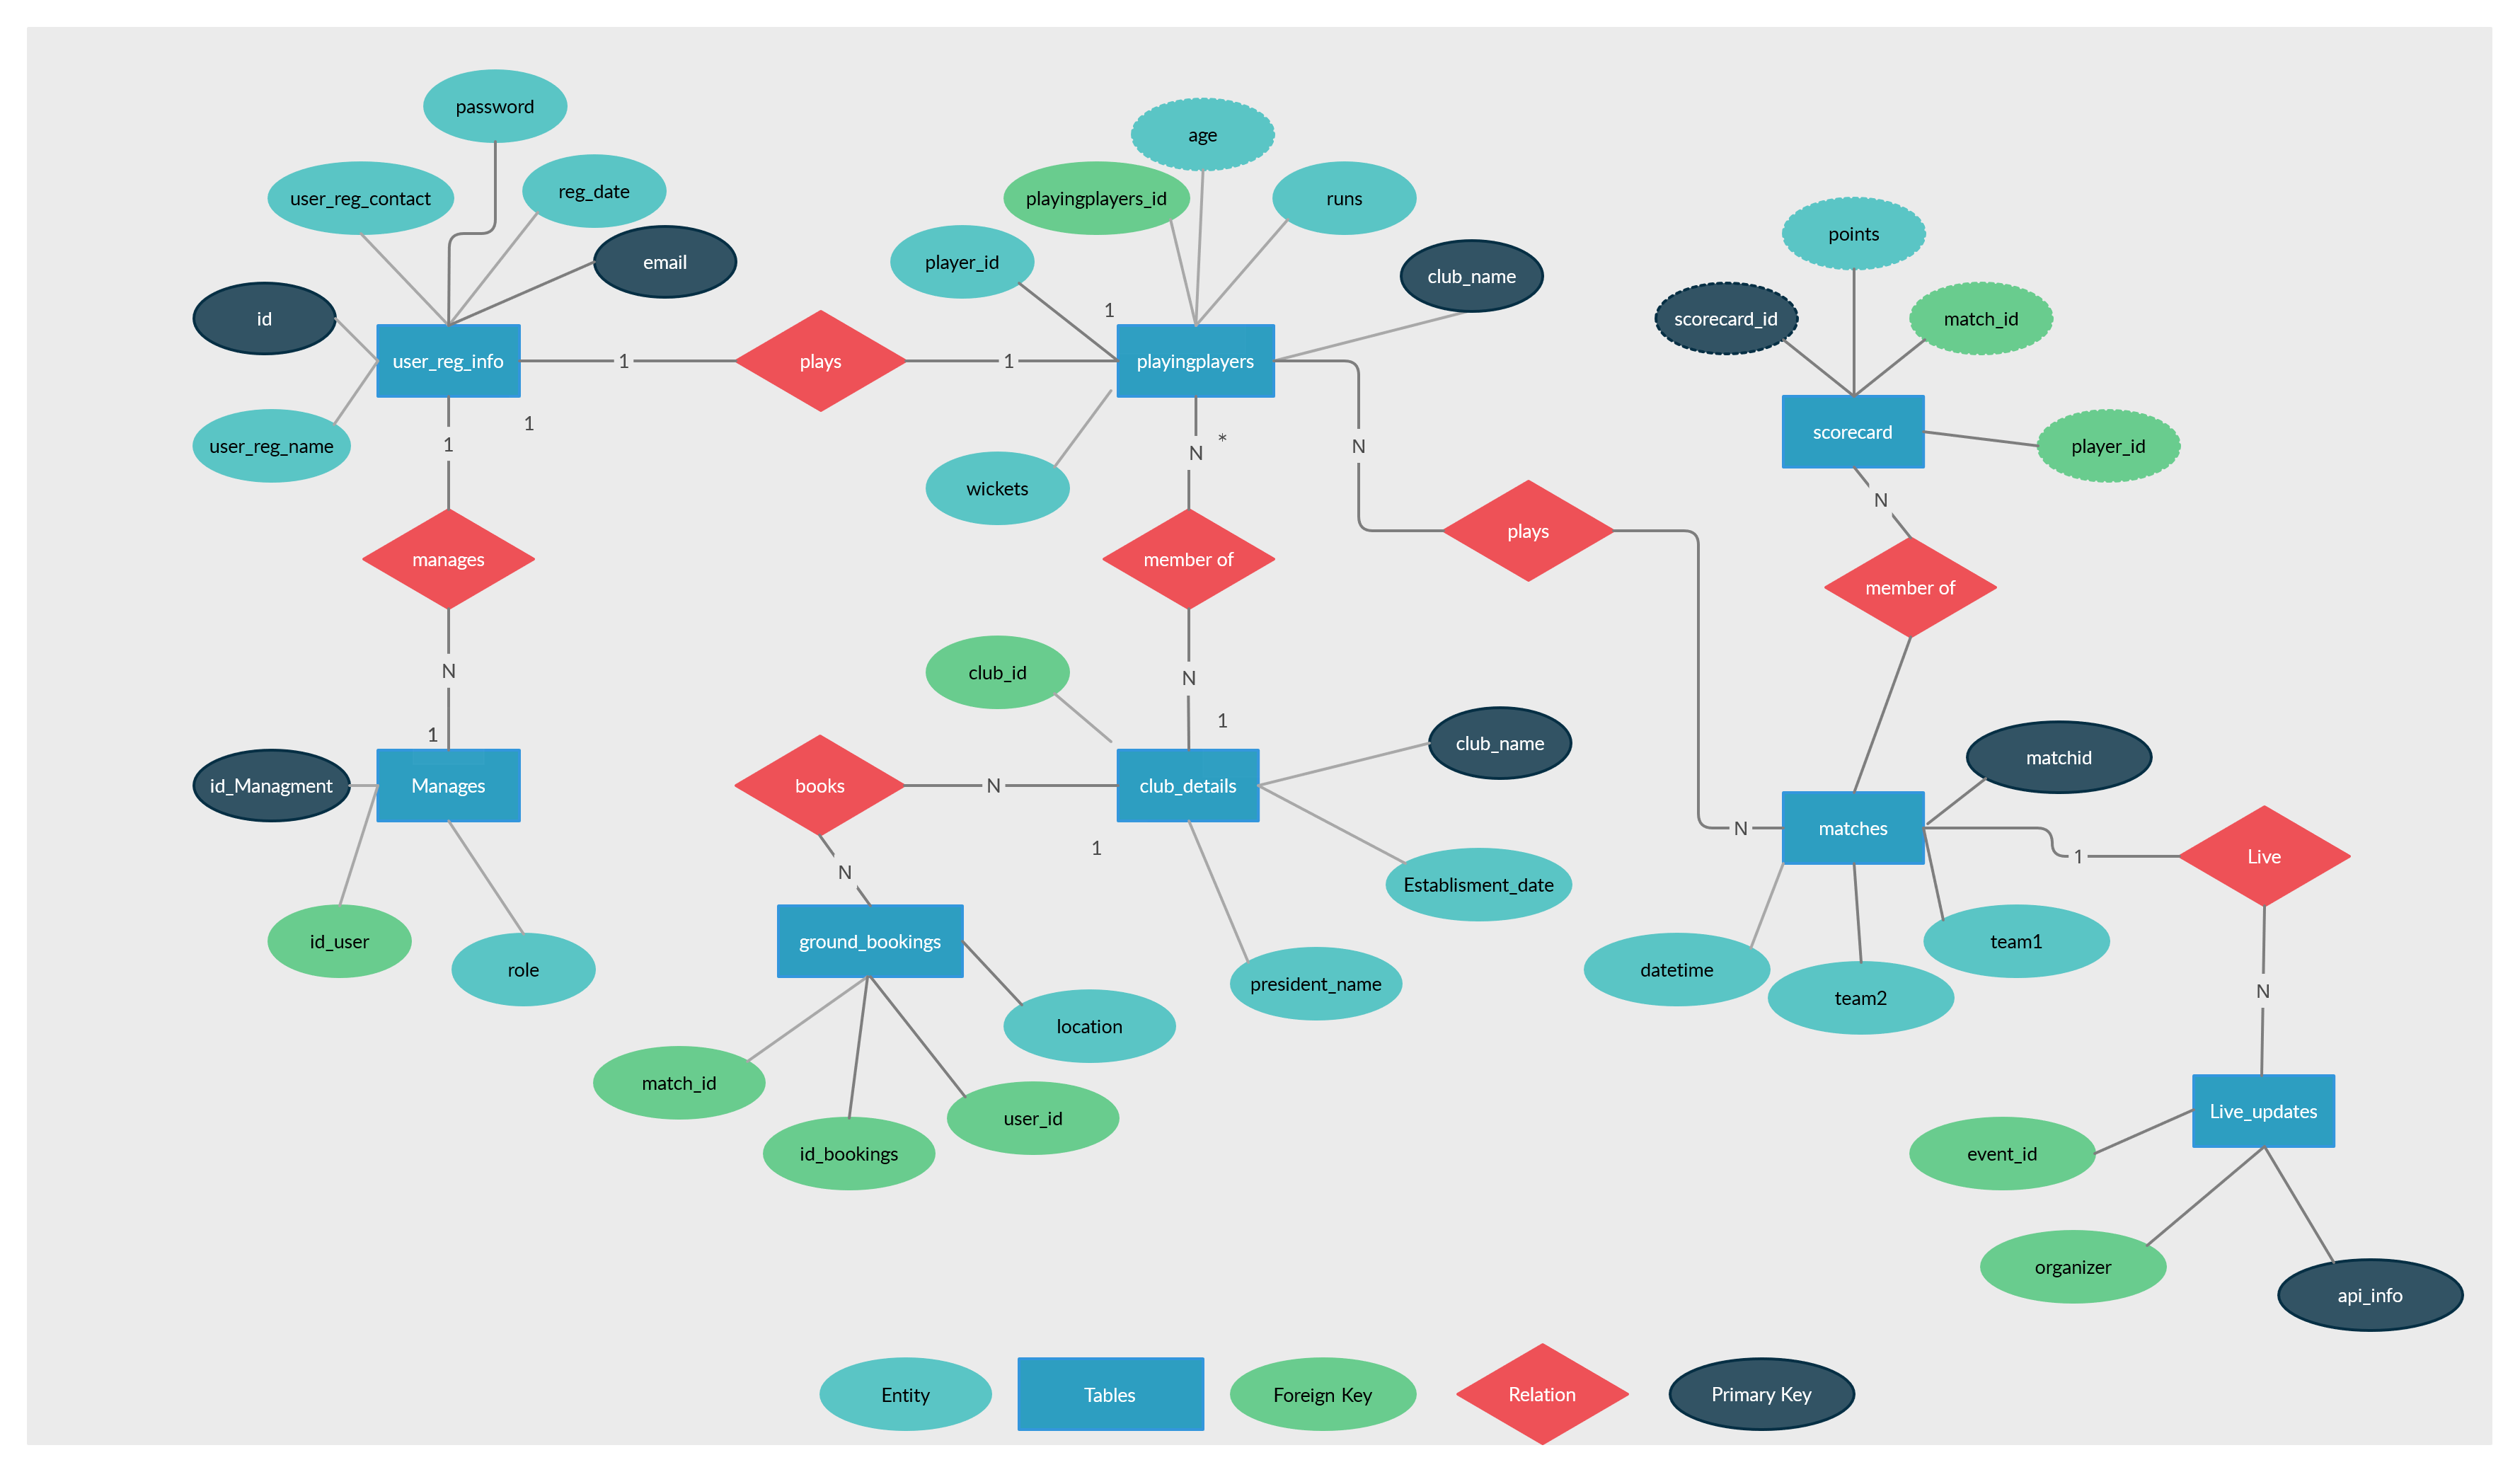 password
age
reg_date
user_reg_contact
playingplayers_id
runs
points
email
player_id
club_name
id
1
scorecard_id
match_id
user_reg_info
1
plays
1
playingplayers
1
1
user_reg_name
N
*
N
scorecard
player_id
wickets
N
plays
manages
member of
member of
N
club_id
N
1
1
club_name
matchid
id_Managment
Manages
books
N
club_details
matches
N
1
N
1
Live
Establisment_date
id_user
role
ground_bookings
president_name
datetime
team2
team1
N
location
match_id
id_bookings
user_id
Live_updates
event_id
organizer
api_info
Entity
Tables
Foreign Key
Relation
Primary Key